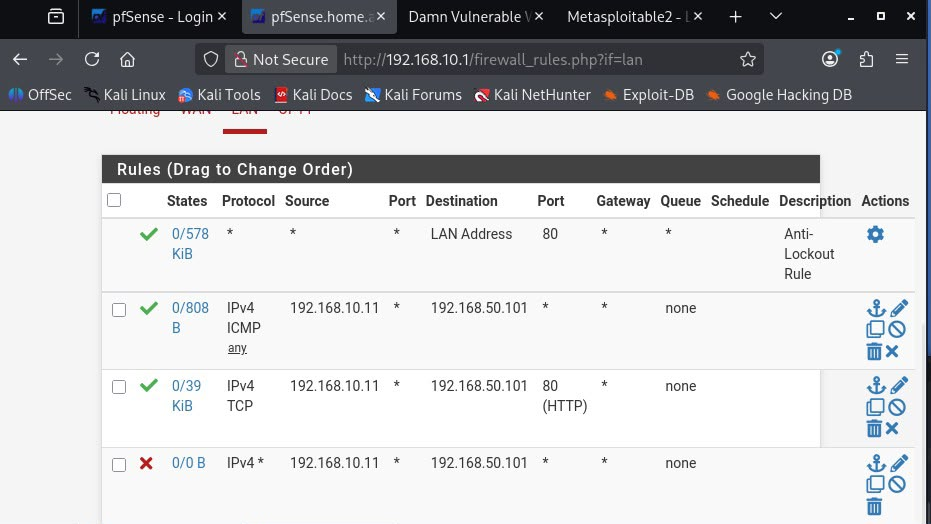 pfSense - Login
pfSense.home.a
Damn Vulnerable
Metasploitable2 -
Not Secure
http://192.168.10.1/firewall_rules.php?if=lan
OffSec
Kali Linux
Kali Tools
Kali Docs
Kali Forums
Kali NetHunter
Exploit-DB
Google Hacking DB
Floating WAN LAN OPT1
Rules (Drag to Change Order)
States Protocol Source Port Destination Port Gateway Queue Schedule Description Actions
0/578 * * * LAN Address 80 * * Anti-
KiB Lockout
Rule
0/808 IPv4 192.168.10.11 * 192.168.50.101 * * none
B ICMP
any
0/39 IPv4 192.168.10.11 * 192.168.50.101 80 * none
KiB TCP (HTTP)
0/0 B IPv4 * 192.168.10.11 * 192.168.50.101 * * none